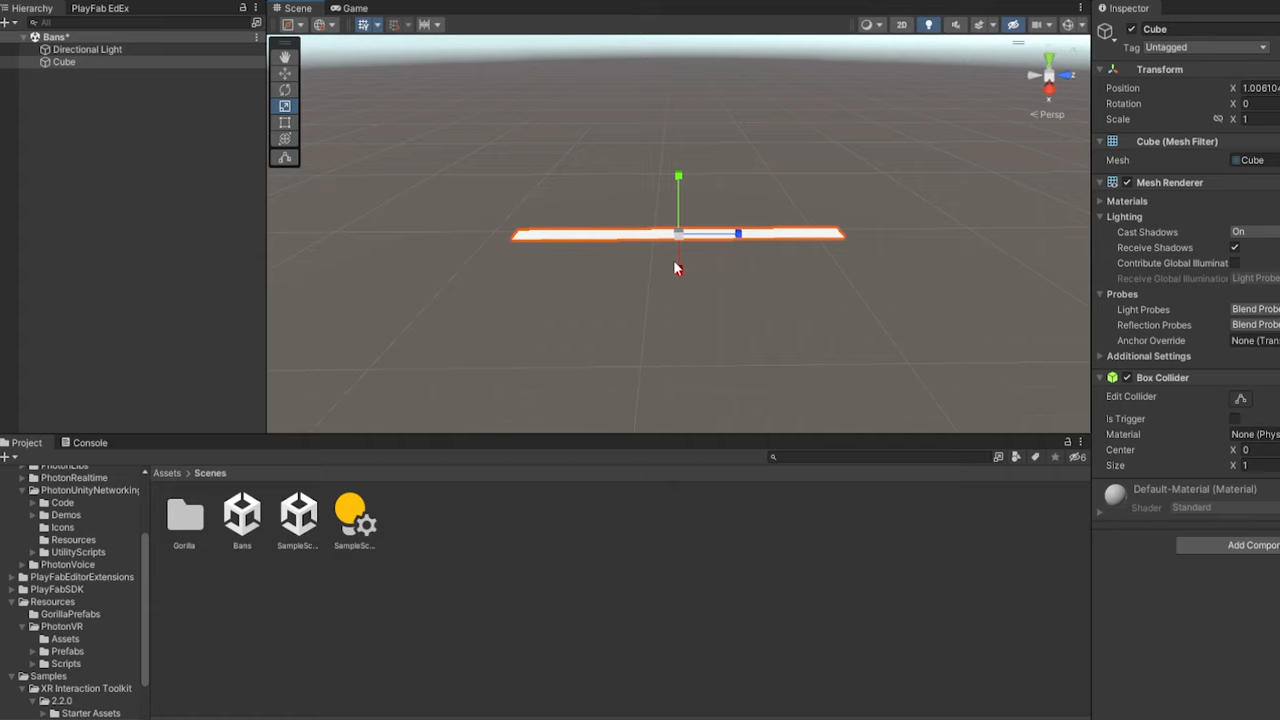 Hierarchy PlayFab EdEx
All
Bans*
Directional Light
Cube
Scene Game
2D
x z
< Persp
Inspector
Cube
Tag Untagged
Transform
Position X 1.006104
Rotation X 0
Scale X 1
Cube (Mesh Filter)
Mesh Cube
Mesh Renderer
Materials
Lighting
Cast Shadows On
Receive Shadows
Contribute Global Illuminat
Receive Global Illumination Light Probe
Probes
Light Probes Blend Probe
Reflection Probes Blend Probe
Anchor Override None (Tran
Additional Settings
Box Collider
Edit Collider
Is Trigger
Material None (Phys
Center X 0
Size X 1
Default-Material (Material)
Shader Standard
Add Compon
Project Console
6
PhotonLibs
PhotonRealtime
PhotonUnityNetworking
Code
Demos
Icons
Resources
UtilityScripts
PhotonVoice
PlayFabEditorExtensions
PlayFabSDK
Resources
GorillaPrefabs
PhotonVR
Assets
Prefabs
Scripts
Samples
XR Interaction Toolkit
2.2.0
Starter Assets
Assets > Scenes
Gorilla Bans SampleSc... SampleSc...